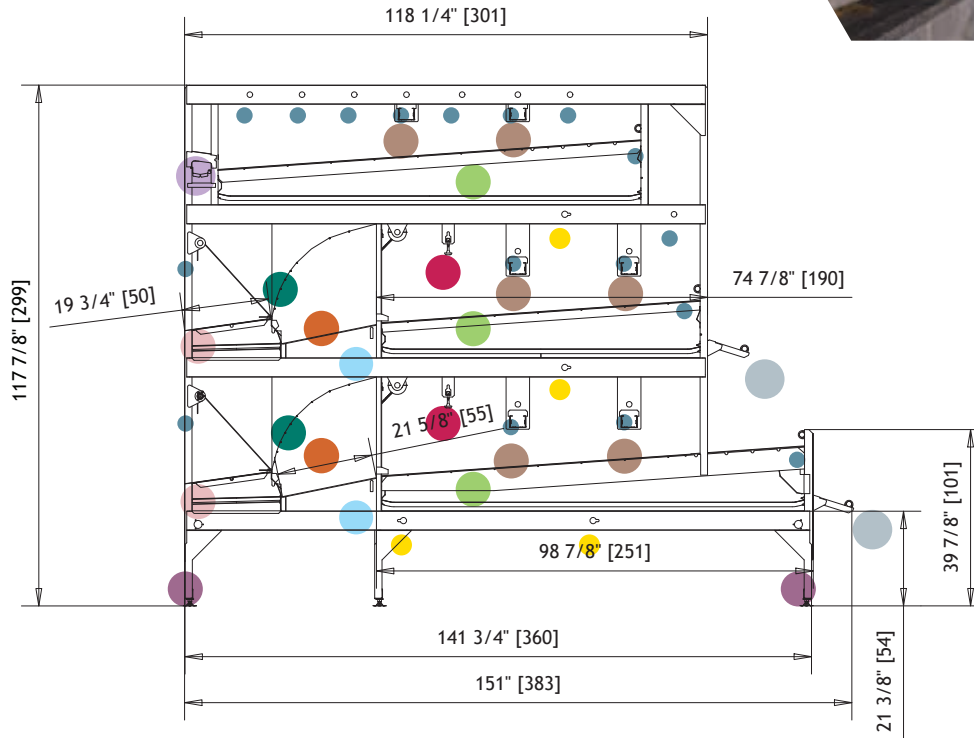 118 1/4" [301]
74 7/8" [190]
19 3/4" [50]
117 7/8" [299]
21 5/8" [55]
39 7/8" [101]
98 7/8" [251]
141 3/4" [360]
21 3/8" [54]
151" [383]